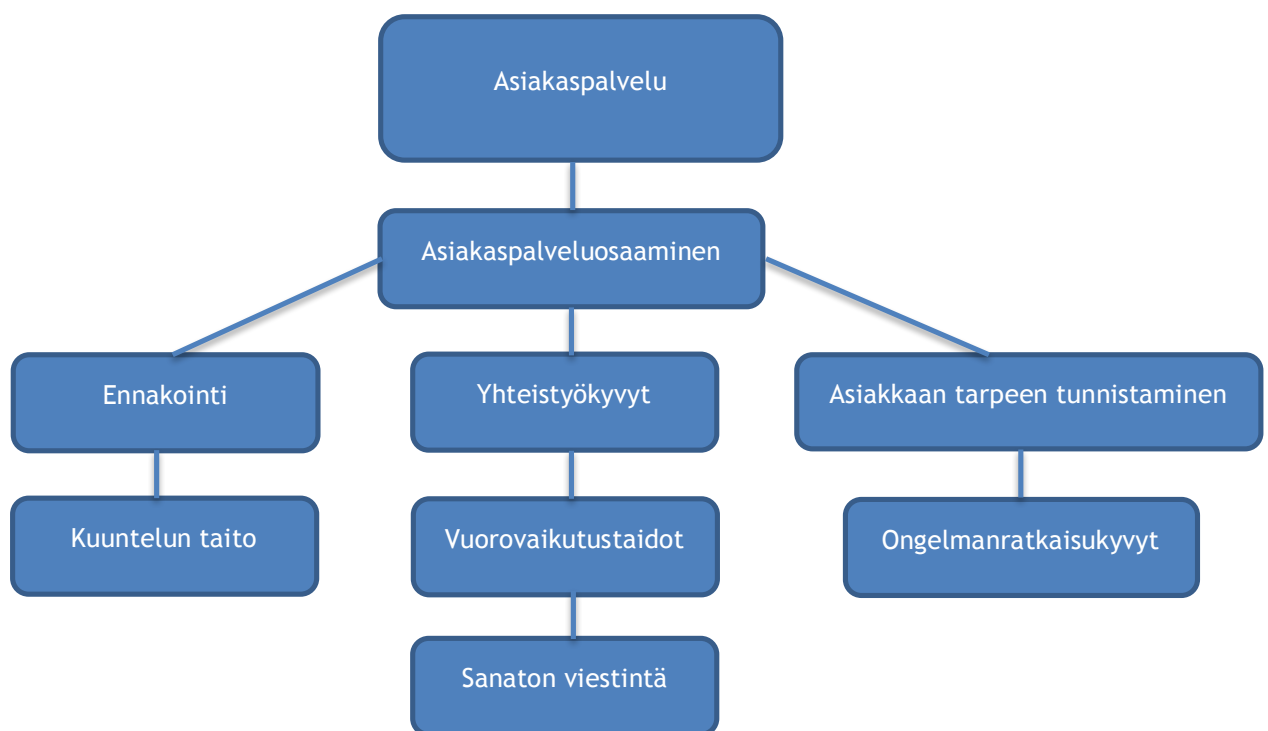 Asiakaspalvelu
Asiakaspalveluosaaminen
Ennakointi
Yhteistyökyvyt
Asiakkaan tarpeen tunnistaminen
Kuuntelun taito
Vuorovaikutustaidot
Ongelmanratkaisukyvyt
Sanaton viestintä